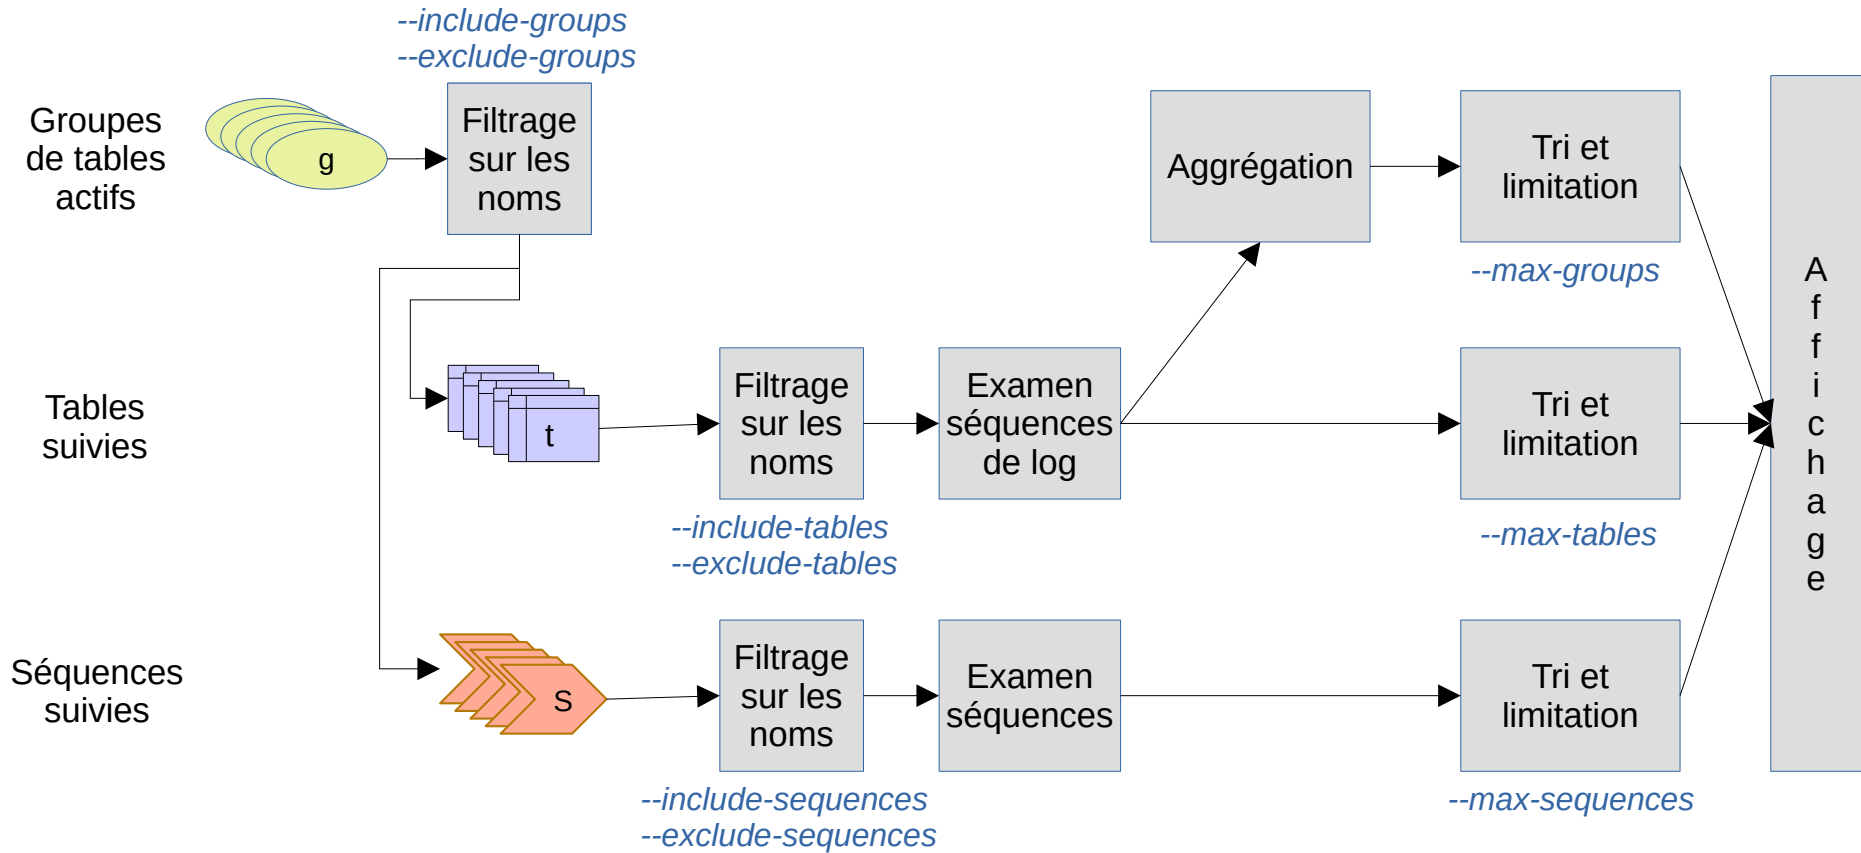 --include-groups
--exclude-groups
Groupes
de tables
actifs
g
Filtrage
sur les
noms
Aggrégation
Tri et
limitation
--max-groups
Tables
suivies
t
Filtrage
sur les
noms
--include-tables
--exclude-tables
Examen
séquences
de log
Tri et
limitation
--max-tables
Séquences
suivies
S
Filtrage
sur les
noms
--include-sequences
--exclude-sequences
Examen
séquences
Tri et
limitation
--max-sequences
A
f
f
i
c
h
a
g
e